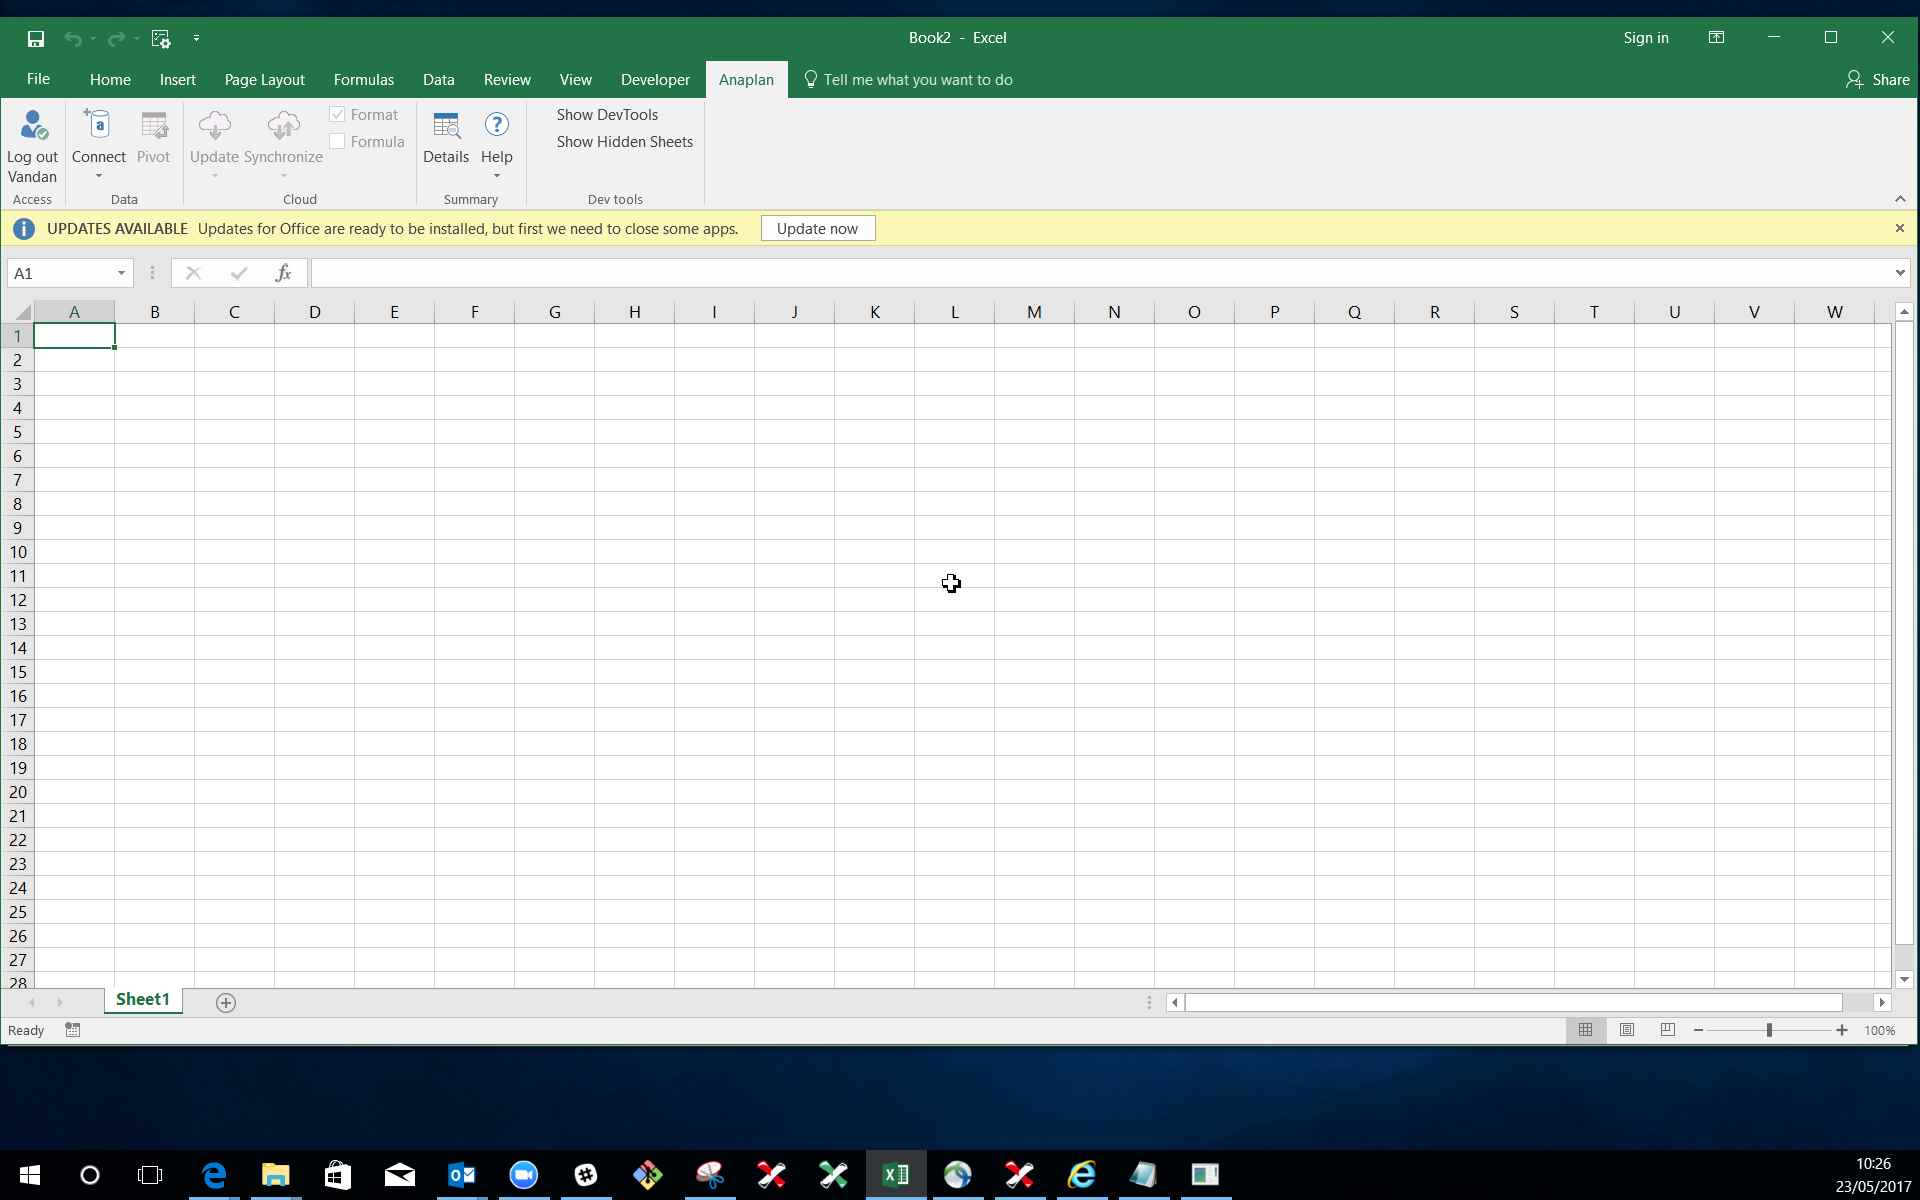 Book2 - Excel
Sign in
File Home Insert Page Layout Formulas Data Review View Developer Anaplan Tell me what you want to do Share
Log out
Vandan
Access
Connect Pivot
Data
Update Synchronize
Format
Formula
Cloud
Details Help
Summary
Show DevTools
Show Hidden Sheets
Dev tools
UPDATES AVAILABLE Updates for Office are ready to be installed, but first we need to close some apps. Update now
A1 fx
A B C D E F G H I J K L M N O P Q R S T U V W
1
2
3
4
5
6
7
8
9
10
11
12
13
14
15
16
17
18
19
20
21
22
23
24
25
26
27
28
Sheet1
Ready 100%
10:26
23/05/2017